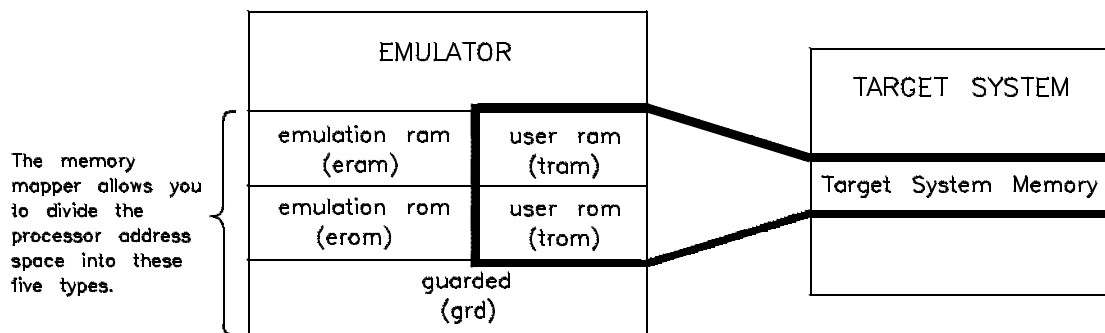 EMULATOR
TARGET SYSTEM
emulation ram
(eram)
user ram
(tram)
The memory
mapper allows you
to divide the
processor address
space into these
five types.
Target System Memory
emulation rom
(erom)
user rom
(trom)
guarded
(grd)